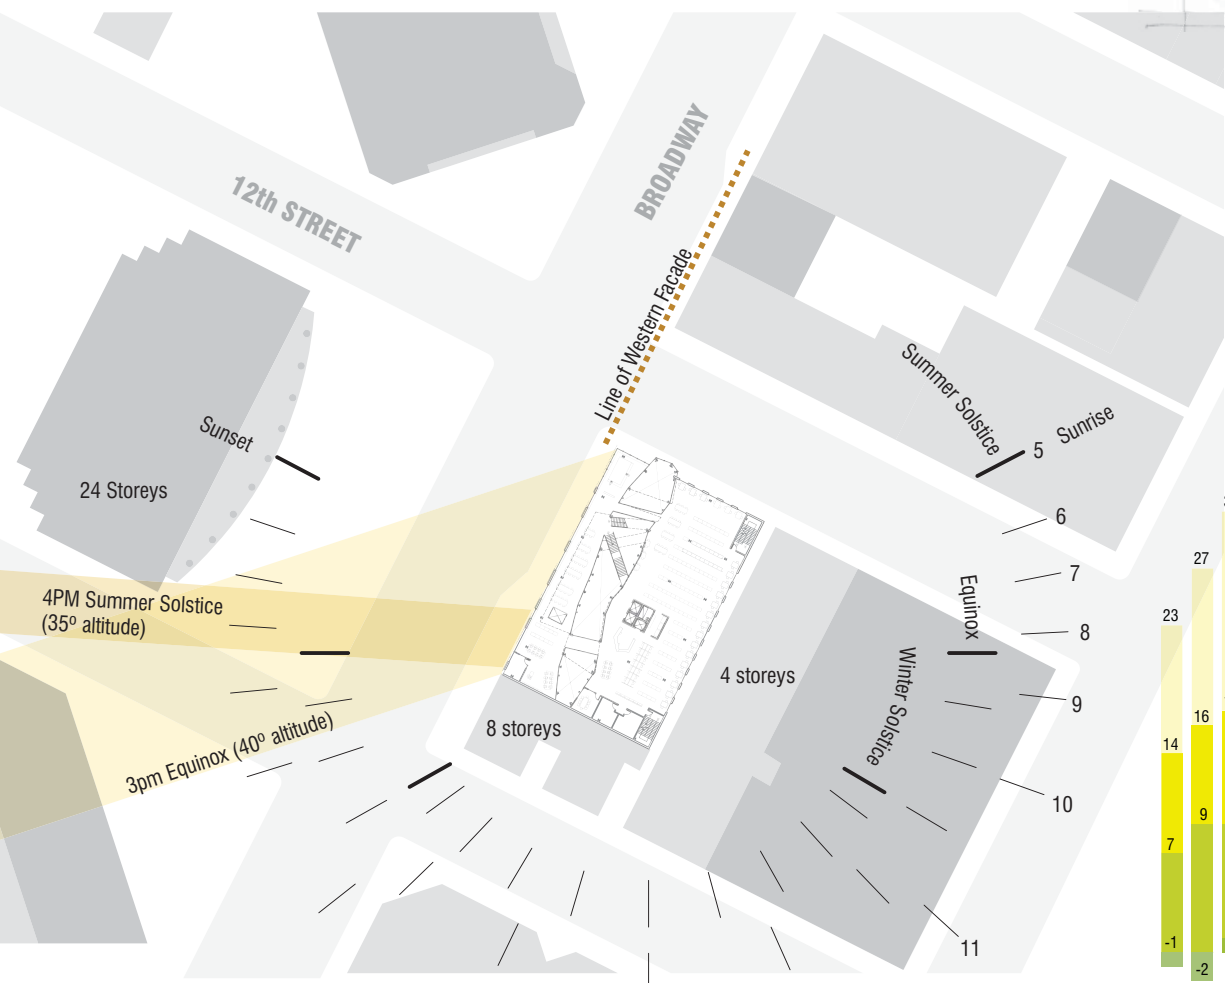 12th STREET
BROADWAY
Line of Western Facade
Summer Solstice
Sunrise
5
6
7
8
9
10
11
Sunset
24 Storeys
4PM Summer Solstice
(35º altitude)
3pm Equinox (40º altitude)
8 storeys
4 storeys
Equinox
Winter Solstice
23
14
7
-1
27
16
9
-2